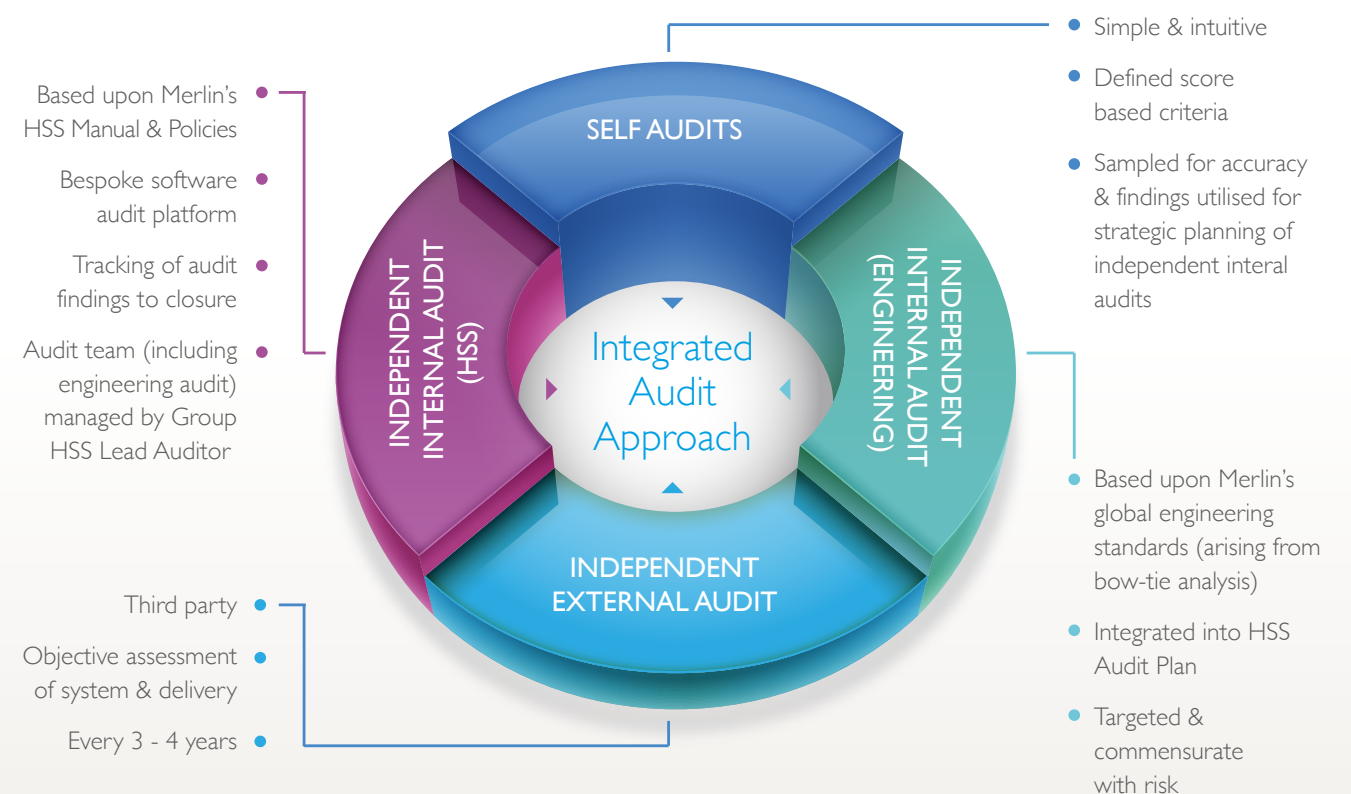 Simple & intuitive
Defined score
based criteria
Sampled for accuracy
& findings utilised for
strategic planning of
independent interal
audits
SELF AUDITS
Based upon Merlin's
HSS Manual & Policies
Bespoke software
audit platform
Tracking of audit
findings to closure
Audit team (including
engineering audit)
managed by Group
HSS Lead Auditor
INDEPENDENT
INTERNAL AUDIT
(HSS)
Integrated
Audit
Approach
INDEPENDENT
INTERNAL AUDIT
(ENGINEERING)
Based upon Merlin's
global engineering
standards (arising from
bow-tie analysis)
Integrated into HSS
Audit Plan
Targeted &
commensurate
with risk
INDEPENDENT
EXTERNAL AUDIT
Third party
Objective assessment
of system & delivery
Every 3 - 4 years